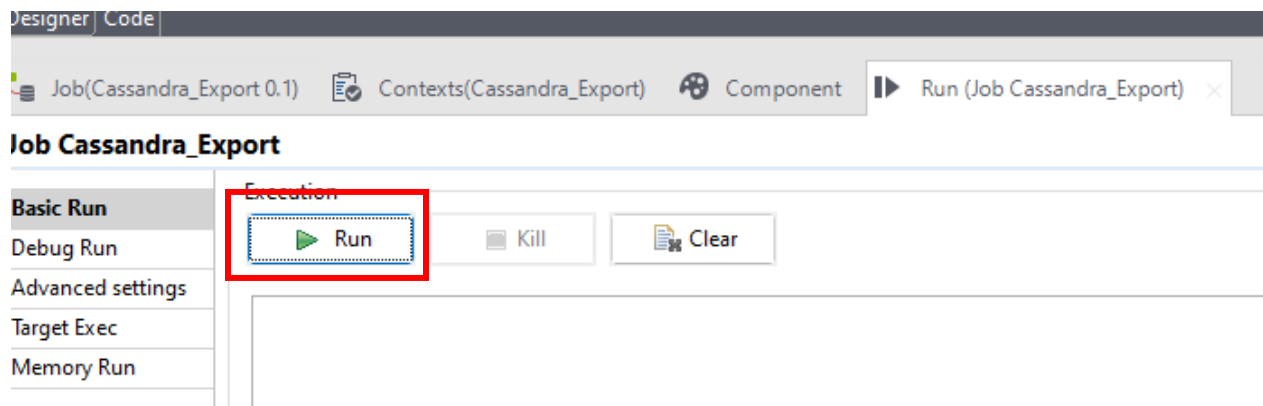 Designer Code
Job(Cassandra_Export 0.1) Contexts(Cassandra_Export) Component Run (Job Cassandra_Export)
Job Cassandra_Export
Execution
Basic Run
Run Kill Clear
Debug Run
Advanced settings
Target Exec
Memory Run